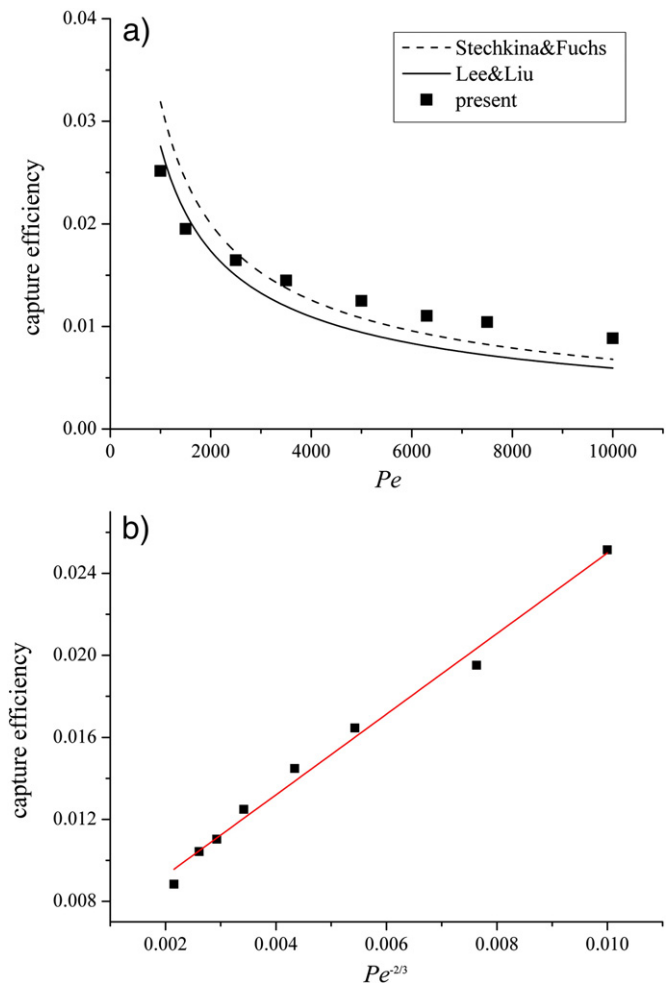 a)
0.04
0.03
0.02
0.01
0.00
capture efficiency
Stechkina&Fuchs
Lee&Liu
present
0 2000 4000 6000 8000 10000
Pe
b)
0.024
0.020
0.016
0.012
0.008
capture efficiency
0.002 0.004 0.006 0.008 0.010
Pe^-2/3